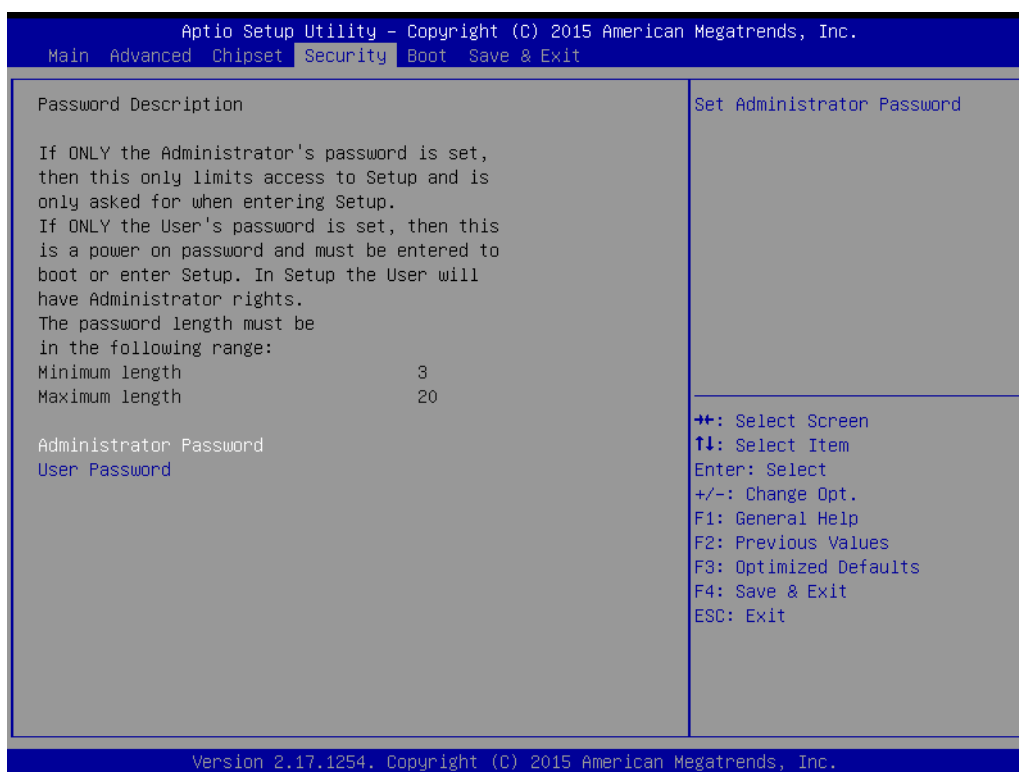 Aptio Setup Utility – Copyright (C) 2015 American Megatrends, Inc.
Main Advanced Chipset Security Boot Save & Exit
Password Description
If ONLY the Administrator's password is set,
then this only limits access to Setup and is
only asked for when entering Setup.
If ONLY the User's password is set, then this
is a power on password and must be entered to
boot or enter Setup. In Setup the User will
have Administrator rights.
The password length must be
in the following range:
Minimum length 3
Maximum length 20
Administrator Password
User Password
Set Administrator Password
→←: Select Screen
↑↓: Select Item
Enter: Select
+/-: Change Opt.
F1: General Help
F2: Previous Values
F3: Optimized Defaults
F4: Save & Exit
ESC: Exit
Version 2.17.1254. Copyright (C) 2015 American Megatrends, Inc.